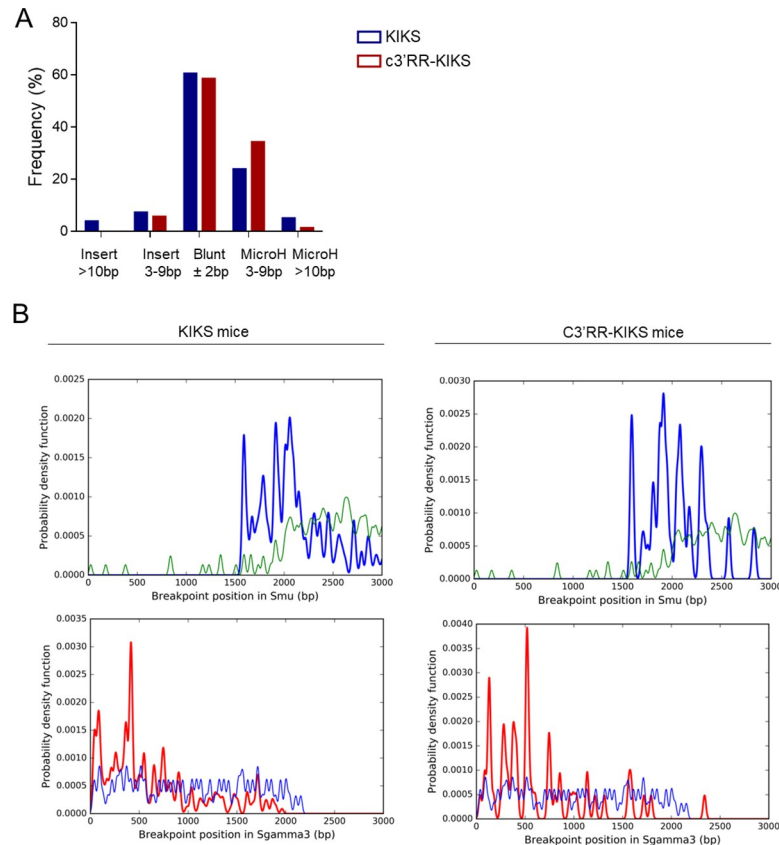 A
80
60
40
20
0
Frequency (%)
KIKS
c3'RR-KIKS
Insert
>10bp
Insert
3-9bp
Blunt
± 2bp
MicroH
3-9bp
MicroH
>10bp
B
KIKS mice
C3'RR-KIKS mice
0.0025
0.0020
0.0015
0.0010
0.0005
0.0000
Probability density function
0 500 1000 1500 2000 2500 3000
Breakpoint position in Smu (bp)
0.0030
0.0025
0.0020
0.0015
0.0010
0.0005
0.0000
Probability density function
0 500 1000 1500 2000 2500 3000
Breakpoint position in Smu (bp)
0.0035
0.0030
0.0025
0.0020
0.0015
0.0010
0.0005
0.0000
Probability density function
0 500 1000 1500 2000 2500 3000
Breakpoint position in Sgamma3 (bp)
0.0040
0.0035
0.0030
0.0025
0.0020
0.0015
0.0010
0.0005
0.0000
Probability density function
0 500 1000 1500 2000 2500 3000
Breakpoint position in Sgamma3 (bp)